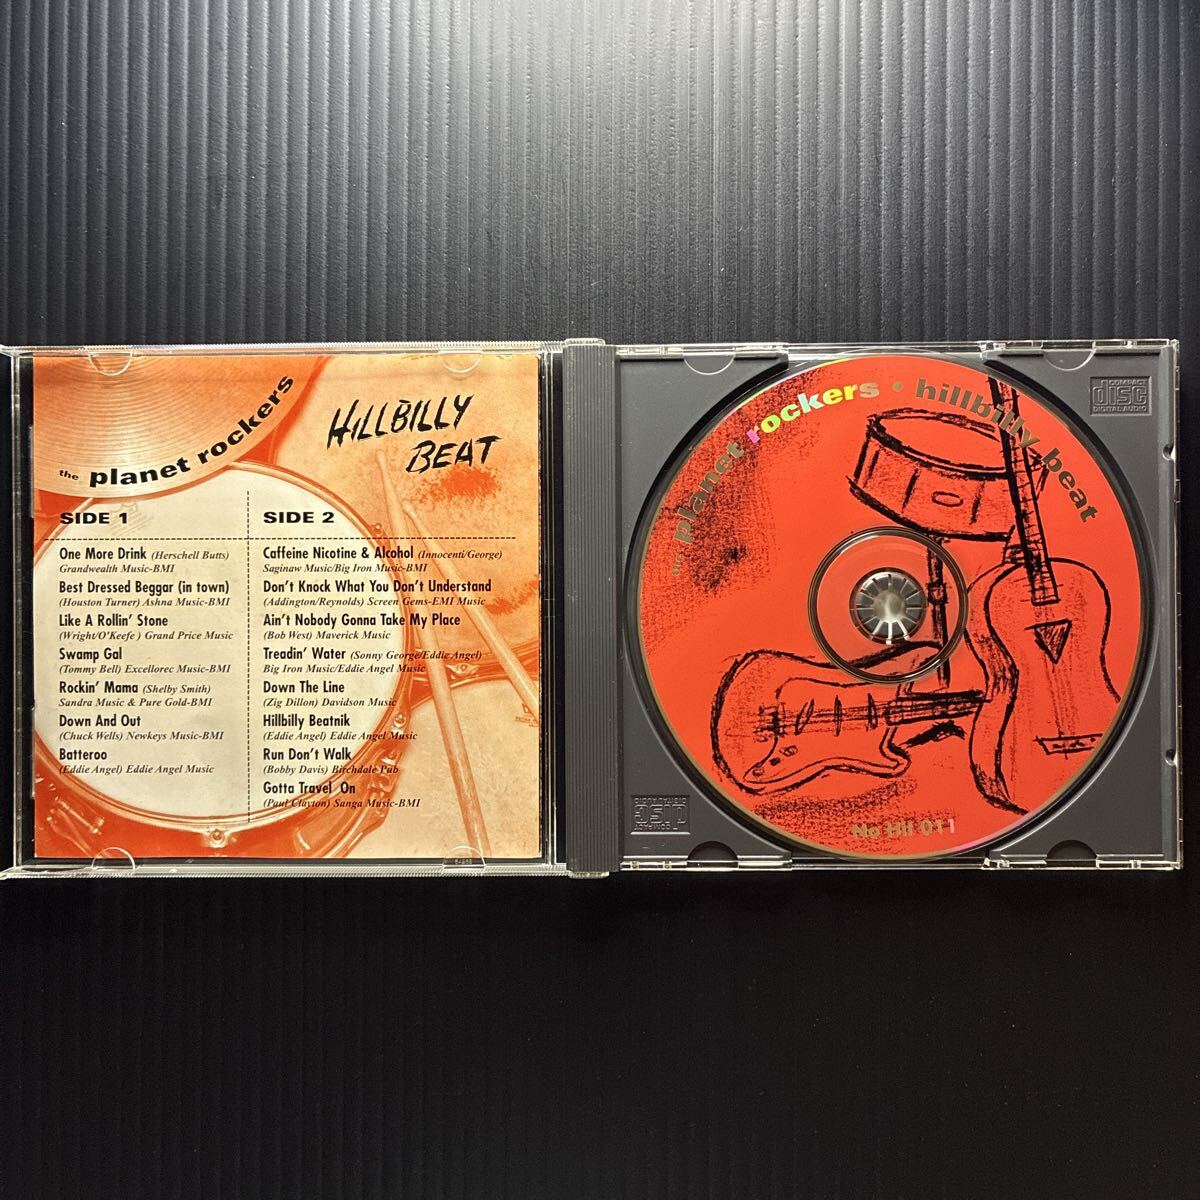 the planet rockers
HILLBILLY
BEAT
SIDE 1
One More Drink (Herschell Butts)
Grandwealth Music-BMI
Best Dressed Beggar (in town)
(Houston Turner) Ashna Music-BMI
Like A Rollin' Stone
(Wright/O'Keefe ) Grand Price Music
Swamp Gal
(Tommy Bell) Excellorec Music-BMI
Rockin' Mama (Shelby Smith)
Sandra Music & Pure Gold-BMI
Down And Out
(Chuck Wells) Newkeys Music-BMI
Batteroo
(Eddie Angel) Eddie Angel Music
SIDE 2
Caffeine Nicotine & Alcohol (Innocenti/George)
Saginaw Music/Big Iron Music-BMI
Don't Knock What You Don't Understand
(Addington/Reynolds) Screen Gems-EMI Music
Ain't Nobody Gonna Take My Place
(Bob West) Maverick Music
Treadin' Water (Sonny George/Eddie Angel)
Big Iron Music/Eddie Angel Music
Down The Line
(Zig Dillon) Davidson Music
Hillbilly Beatnik
(Eddie Angel) Eddie Angel Music
Run Don't Walk
(Bobby Davis) Birchdale Pub
Gotta Travel On
(Paul Clayton) Sanga Music-BMI
the planet rockers • hillbilly beat
No Hit 011
COMPACT
disc
DIGITAL AUDIO
COMPACT
disc
DIGITAL AUDIO